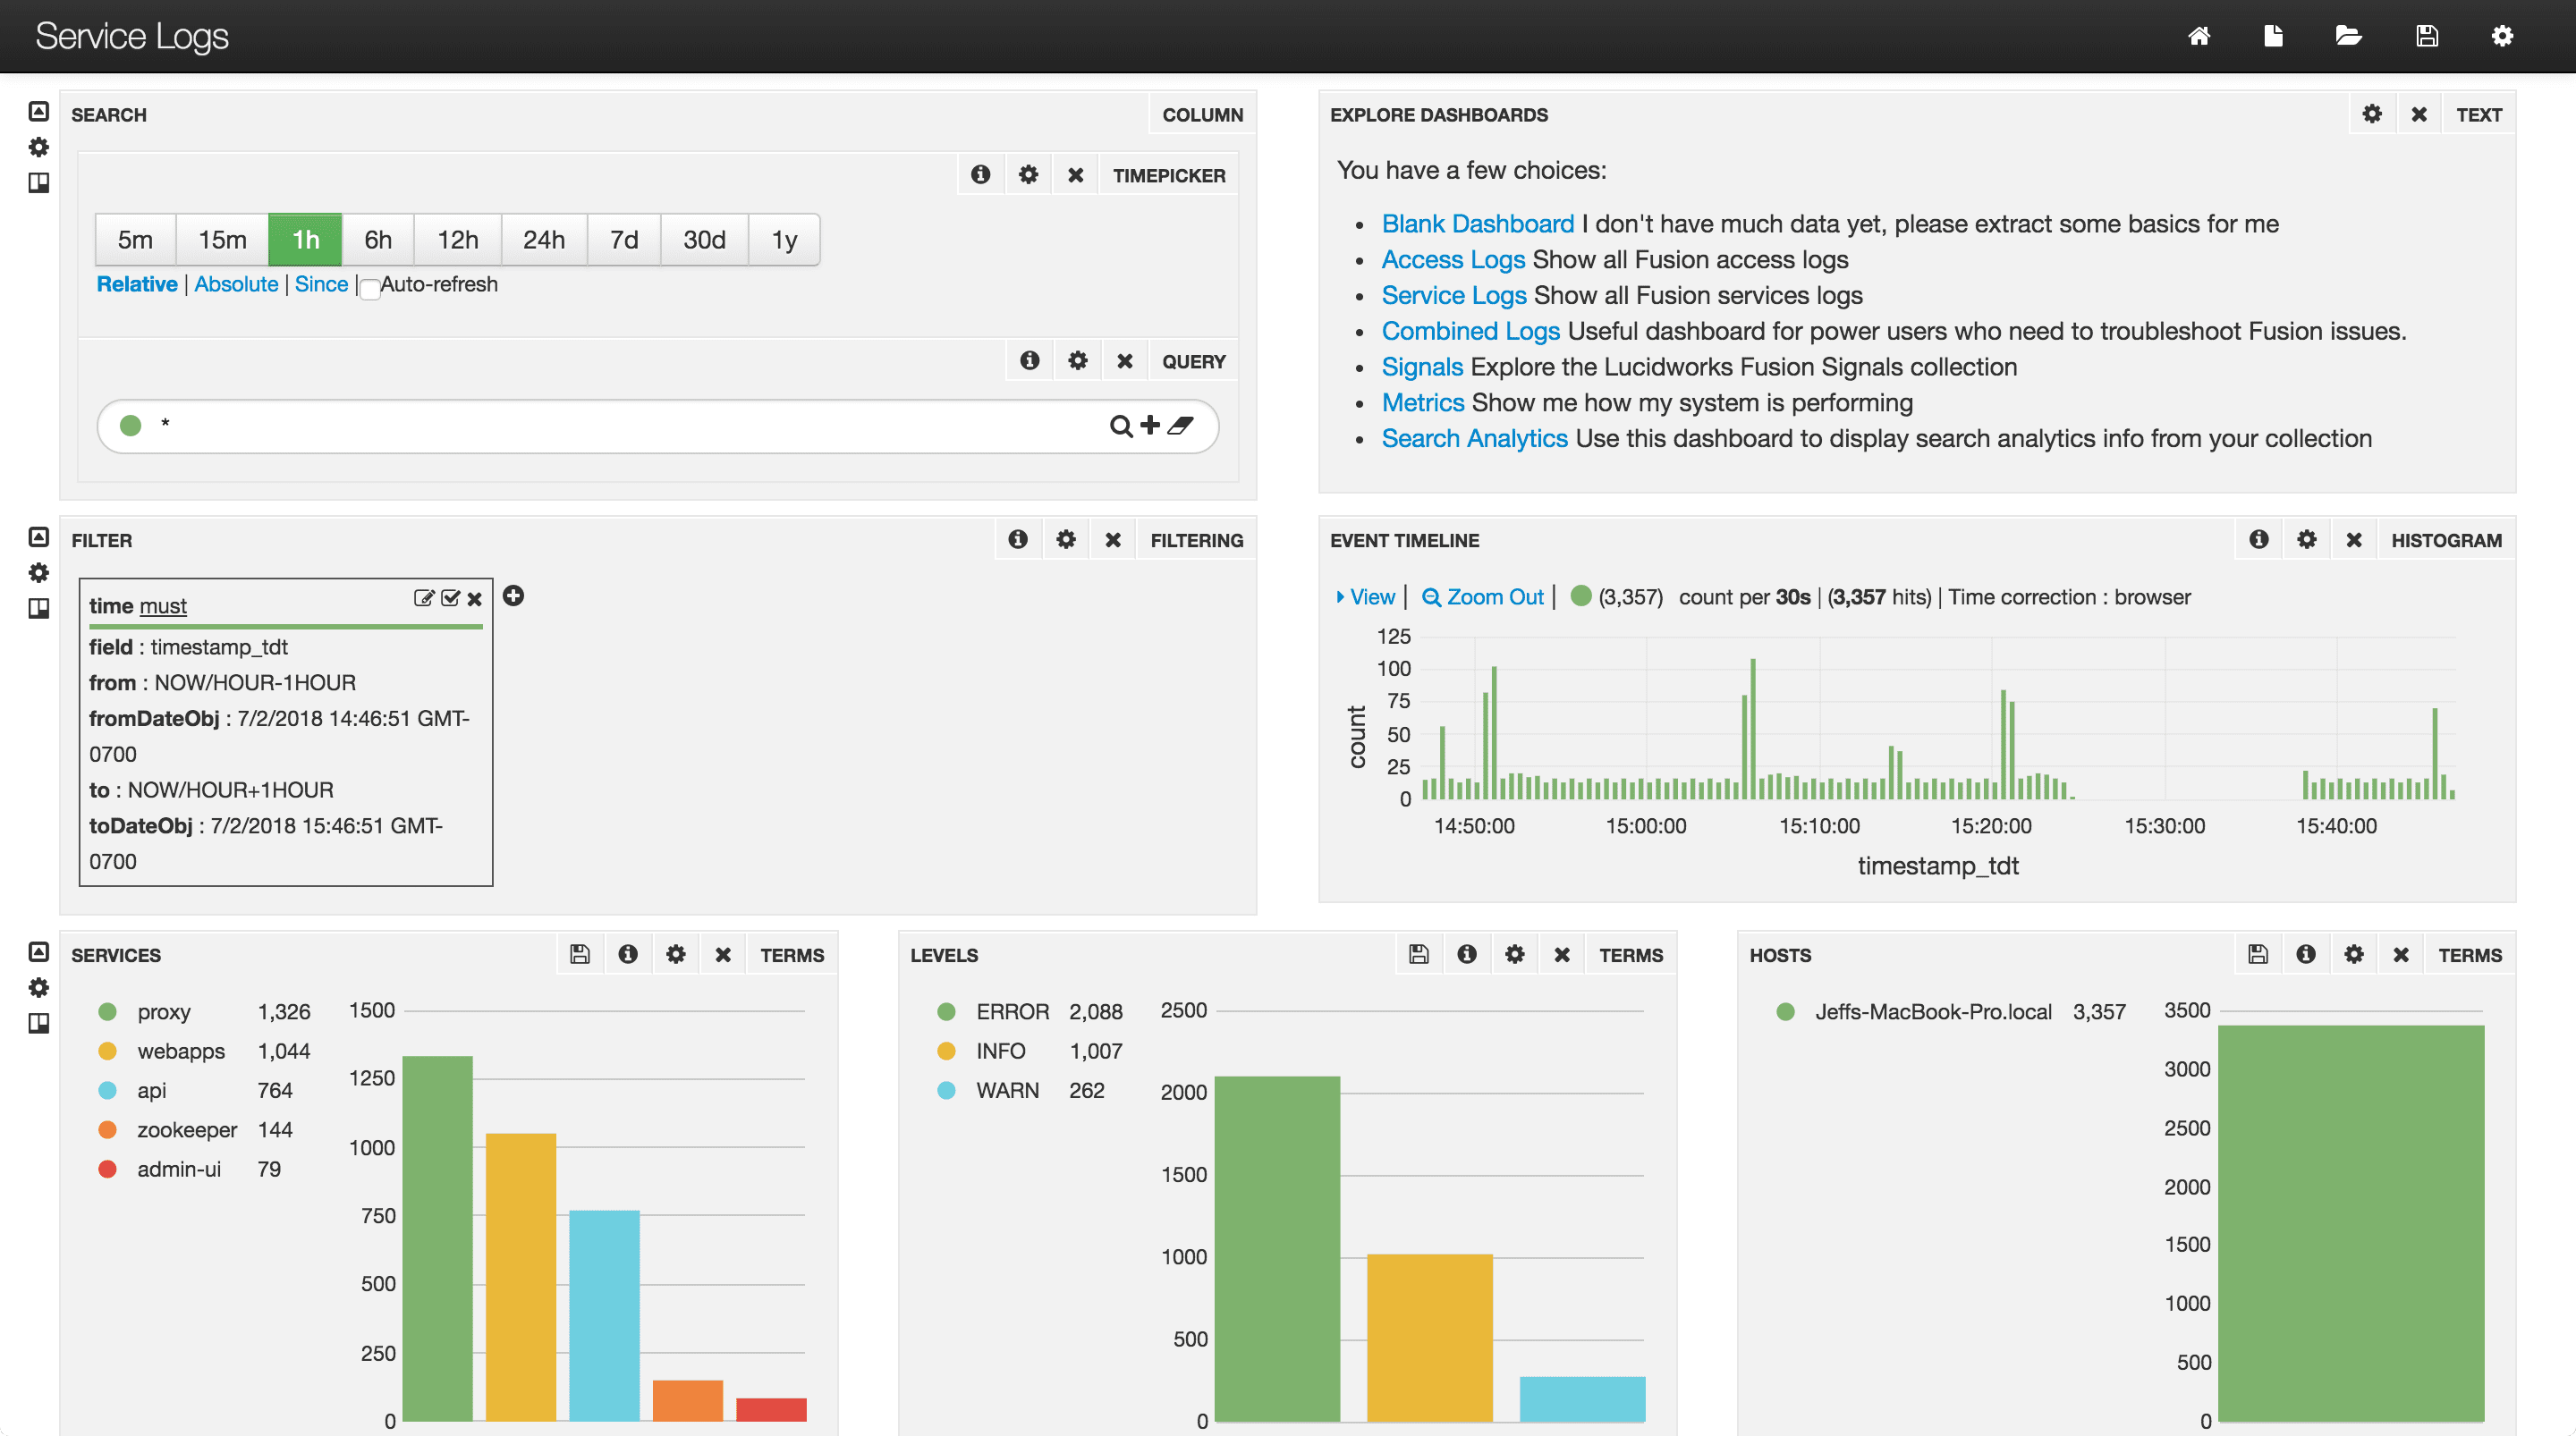 Service Logs
SEARCH
COLUMN
TIMEPICKER
5m 15m 1h 6h 12h 24h 7d 30d 1y
Relative | Absolute | Since | Auto-refresh
QUERY
*
EXPLORE DASHBOARDS
TEXT
You have a few choices:
• Blank Dashboard I don't have much data yet, please extract some basics for me
• Access Logs Show all Fusion access logs
• Service Logs Show all Fusion services logs
• Combined Logs Useful dashboard for power users who need to troubleshoot Fusion issues.
• Signals Explore the Lucidworks Fusion Signals collection
• Metrics Show me how my system is performing
• Search Analytics Use this dashboard to display search analytics info from your collection
FILTER
FILTERING
time must
field : timestamp_tdt
from : NOW/HOUR-1HOUR
fromDateObj : 7/2/2018 14:46:51 GMT-
0700
to : NOW/HOUR+1HOUR
toDateObj : 7/2/2018 15:46:51 GMT-
0700
EVENT TIMELINE
HISTOGRAM
View | Zoom Out | (3,357) count per 30s | (3,357 hits) | Time correction : browser
125
100
75
50
25
0
count
14:50:00 15:00:00 15:10:00 15:20:00 15:30:00 15:40:00
timestamp_tdt
SERVICES
TERMS
proxy 1,326
webapps 1,044
api 764
zookeeper 144
admin-ui 79
1500
1250
1000
750
500
250
0
LEVELS
TERMS
ERROR 2,088
INFO 1,007
WARN 262
2500
2000
1500
1000
500
0
HOSTS
TERMS
Jeffs-MacBook-Pro.local 3,357
3500
3000
2500
2000
1500
1000
500
0